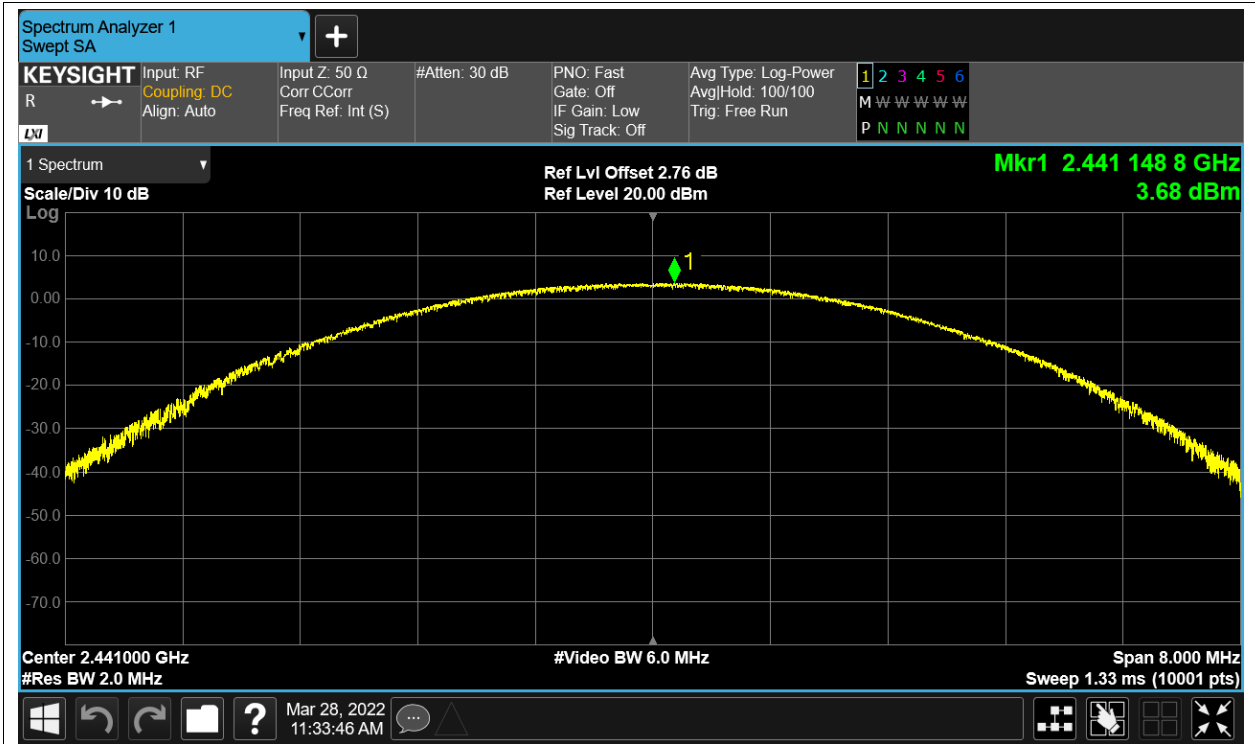 Spectrum Analyzer 1
Swept SA
KEYSIGHT
R
LXI
Input: RF
Coupling: DC
Align: Auto
Input Z: 50 Ω
Corr CCorr
Freq Ref: Int (S)
#Atten: 30 dB
PNO: Fast
Gate: Off
IF Gain: Low
Sig Track: Off
Avg Type: Log-Power
Avg|Hold: 100/100
Trig: Free Run
1 2 3 4 5 6
M W W W W W
P N N N N N
1 Spectrum
Scale/Div 10 dB
Log
Ref Lvl Offset 2.76 dB
Ref Level 20.00 dBm
Mkr1 2.441 148 8 GHz
3.68 dBm
1
10.0
0.00
-10.0
-20.0
-30.0
-40.0
-50.0
-60.0
-70.0
Center 2.441000 GHz
#Res BW 2.0 MHz
#Video BW 6.0 MHz
Span 8.000 MHz
Sweep 1.33 ms (10001 pts)
?
Mar 28, 2022
11:33:46 AM